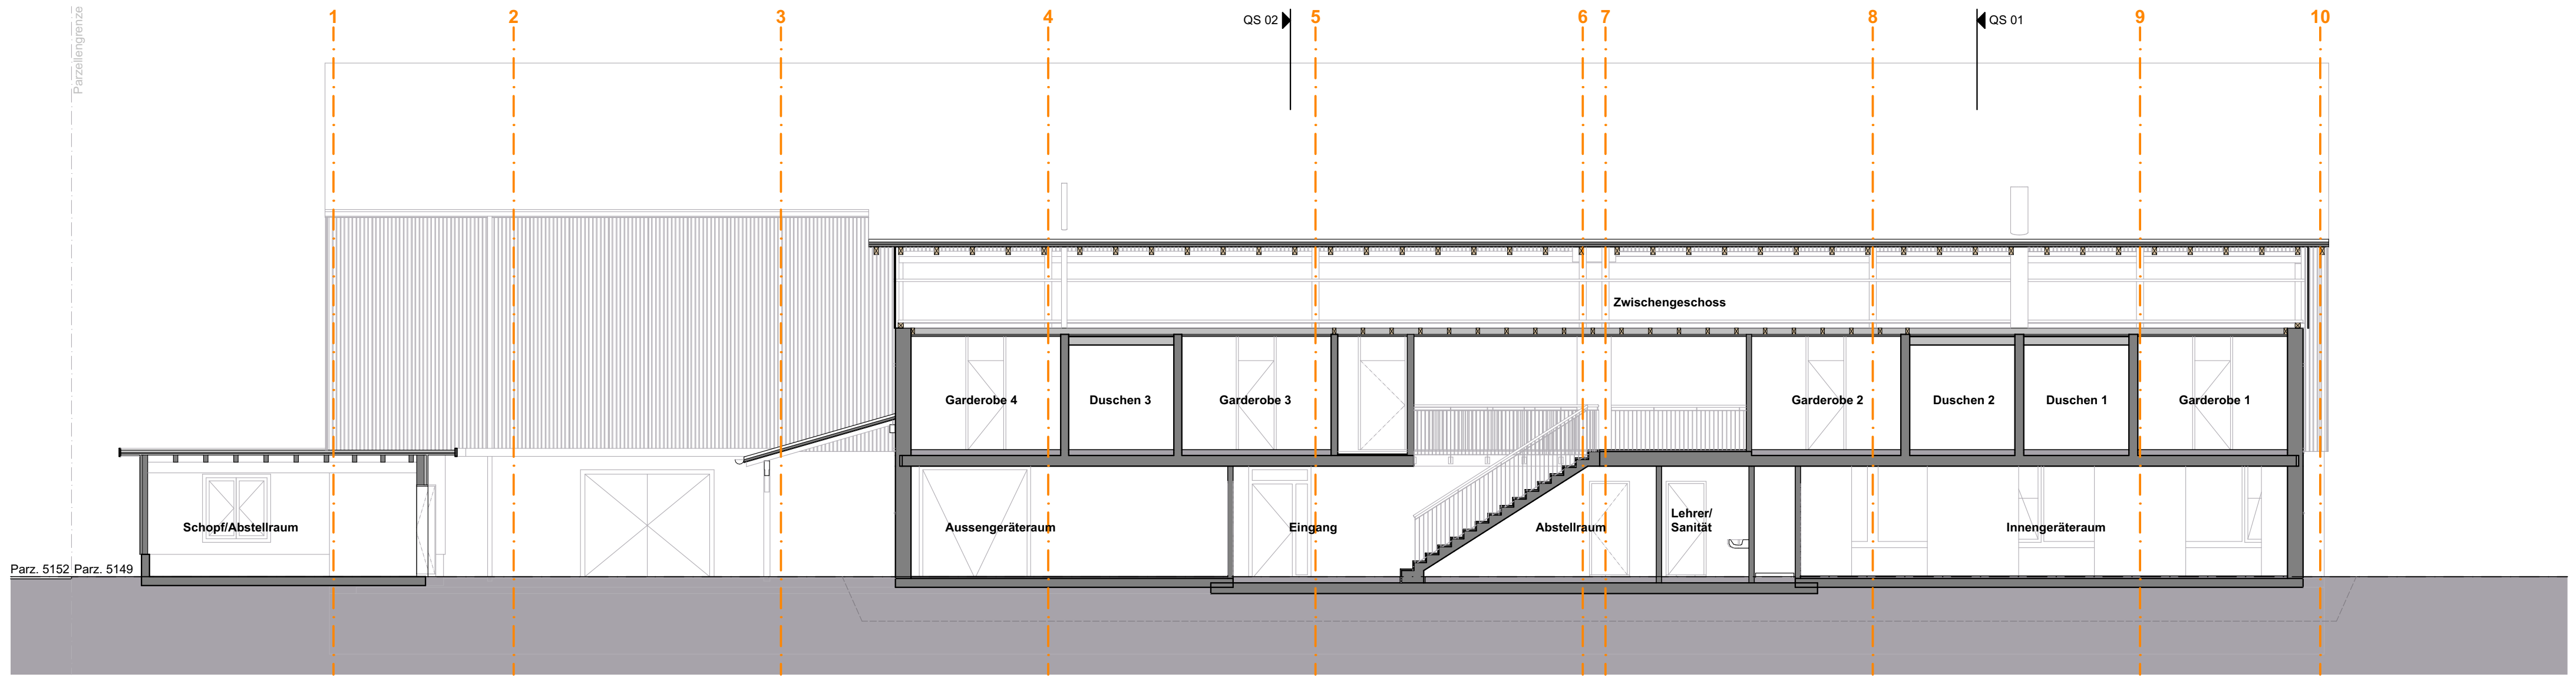 Parzellengrenze
1
2
3
4
QS 02
5
6
7
8
QS 01
9
10
Zwischengeschoss
Garderobe 4
Duschen 3
Garderobe 3
Garderobe 2
Duschen 2
Duschen 1
Garderobe 1
Schopf/Abstellraum
Aussengeräteraum
Eingang
Abstellraum
Lehrer/
Sanität
Innengeräteraum
Parz. 5152 Parz. 5149